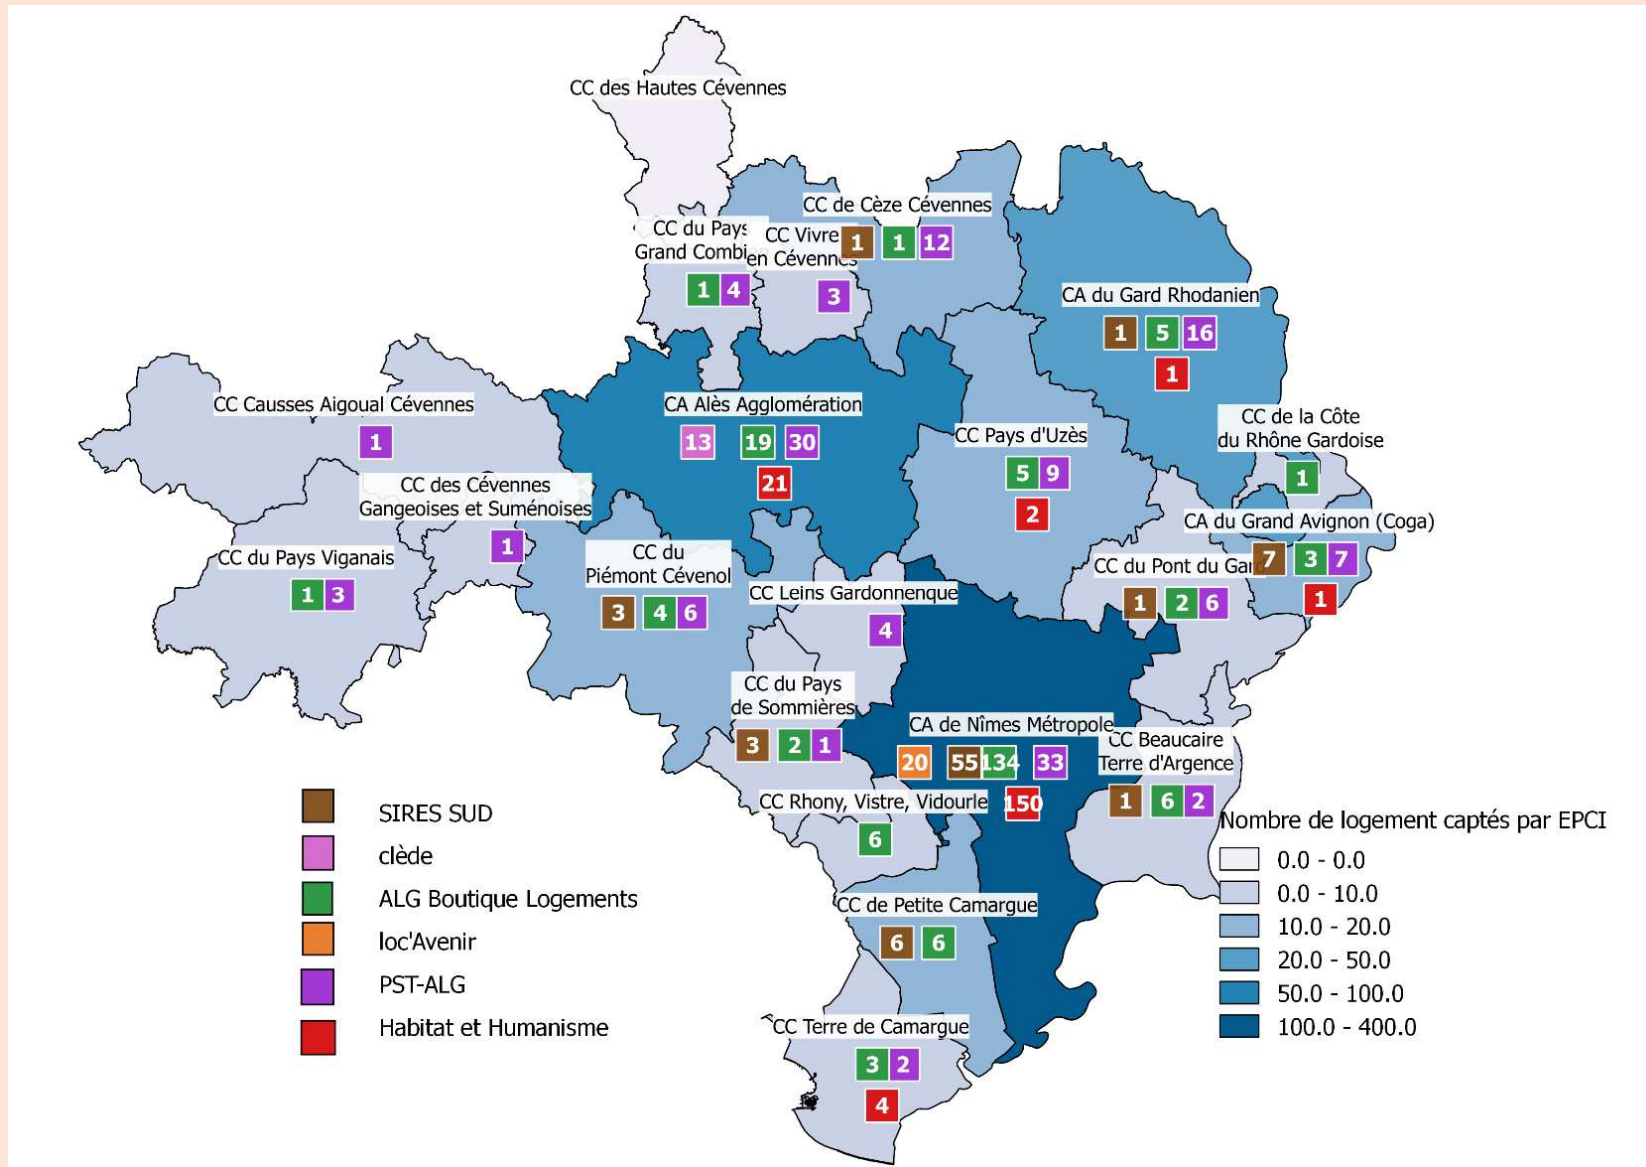 CC des Hautes Cévennes
CC de Cèze Cévennes
1 1 12
CC du Pays
Grand Combi
1 4
CC Vivre
en Cévennes
3
CA du Gard Rhodanien
1 5 16
1
CC Causses Aigoual Cévennes
1
CA Alès Agglomération
13 19 30
21
CC Pays d'Uzès
5 9
2
CC de la Côte
du Rhône Gardoise
1
CC des Cévennes
Gangeoises et Suménoises
1
CC du Pays Viganais
1 3
CC du
Piémont Cévenol
3 4 6
CA du Grand Avignon (Coga)
7 3 7
1
CC du Pont du Gard
1 2 6
CC Leins Gardonnenque
4
CC du Pays
de Sommières
3 2 1
CA de Nîmes Métropole
20 55 134 33
150
CC Beaucaire
Terre d'Argence
1 6 2
CC Rhony, Vistre, Vidourle
6
CC de Petite Camargue
6 6
CC Terre de Camargue
3 2
4
SIRES SUD
clède
ALG Boutique Logements
loc'Avenir
PST-ALG
Habitat et Humanisme
Nombre de logement captés par EPCI
0.0 - 0.0
0.0 - 10.0
10.0 - 20.0
20.0 - 50.0
50.0 - 100.0
100.0 - 400.0